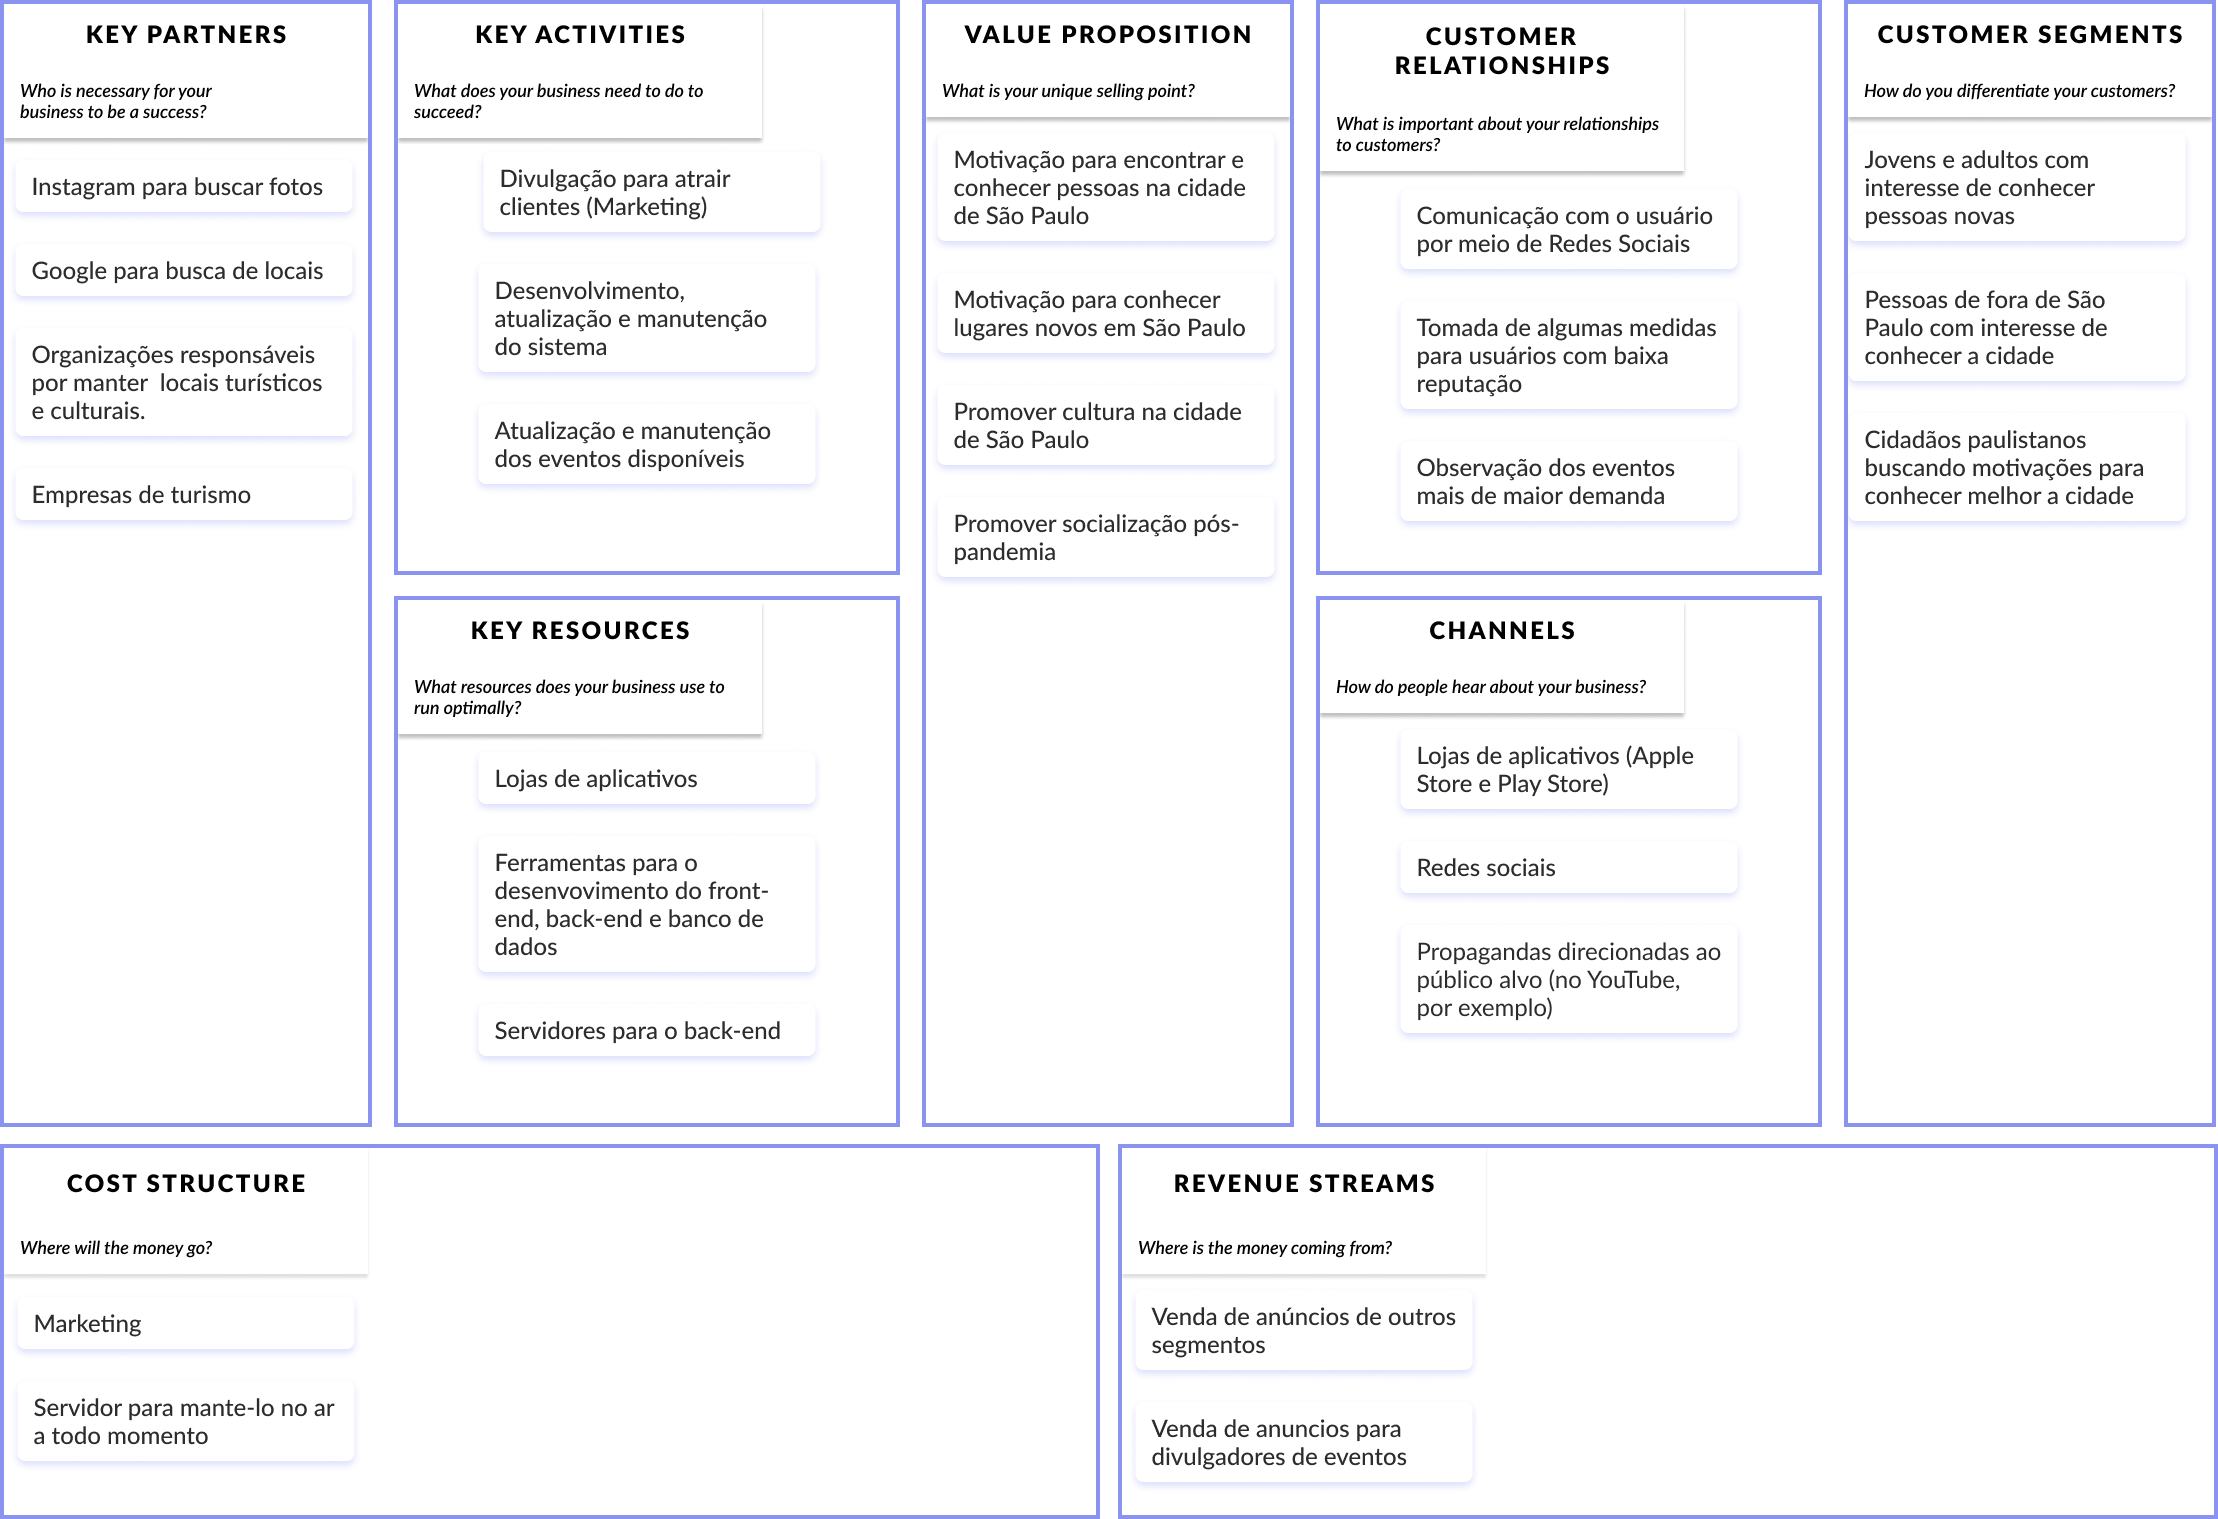 KEY PARTNERS
Who is necessary for your
business to be a success?
Instagram para buscar fotos
Google para busca de locais
Organizações responsáveis
por manter  locais turísticos
e culturais.
Empresas de turismo
KEY ACTIVITIES
What does your business need to do to
succeed?
Divulgação para atrair
clientes (Marketing)
Desenvolvimento,
atualização e manutenção
do sistema
Atualização e manutenção
dos eventos disponíveis
KEY RESOURCES
What resources does your business use to
run optimally?
Lojas de aplicativos
Ferramentas para o
desenvovimento do front-
end, back-end e banco de
dados
Servidores para o back-end
VALUE PROPOSITION
What is your unique selling point?
Motivação para encontrar e
conhecer pessoas na cidade
de São Paulo
Motivação para conhecer
lugares novos em São Paulo
Promover cultura na cidade
de São Paulo
Promover socialização pós-
pandemia
CUSTOMER
RELATIONSHIPS
What is important about your relationships
to customers?
Comunicação com o usuário
por meio de Redes Sociais
Tomada de algumas medidas
para usuários com baixa
reputação
Observação dos eventos
mais de maior demanda
CHANNELS
How do people hear about your business?
Lojas de aplicativos (Apple
Store e Play Store)
Redes sociais
Propagandas direcionadas ao
público alvo (no YouTube,
por exemplo)
CUSTOMER SEGMENTS
How do you differentiate your customers?
Jovens e adultos com
interesse de conhecer
pessoas novas
Pessoas de fora de São
Paulo com interesse de
conhecer a cidade
Cidadãos paulistanos
buscando motivações para
conhecer melhor a cidade
COST STRUCTURE
Where will the money go?
Marketing
Servidor para mante-lo no ar
a todo momento
REVENUE STREAMS
Where is the money coming from?
Venda de anúncios de outros
segmentos
Venda de anuncios para
divulgadores de eventos